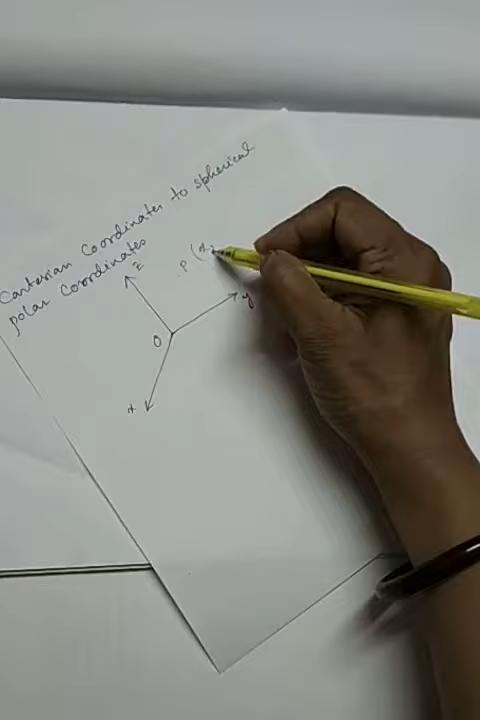 Cartesian Coordinates to spherical
polar Coordinates
z
P (x,
y
O
x